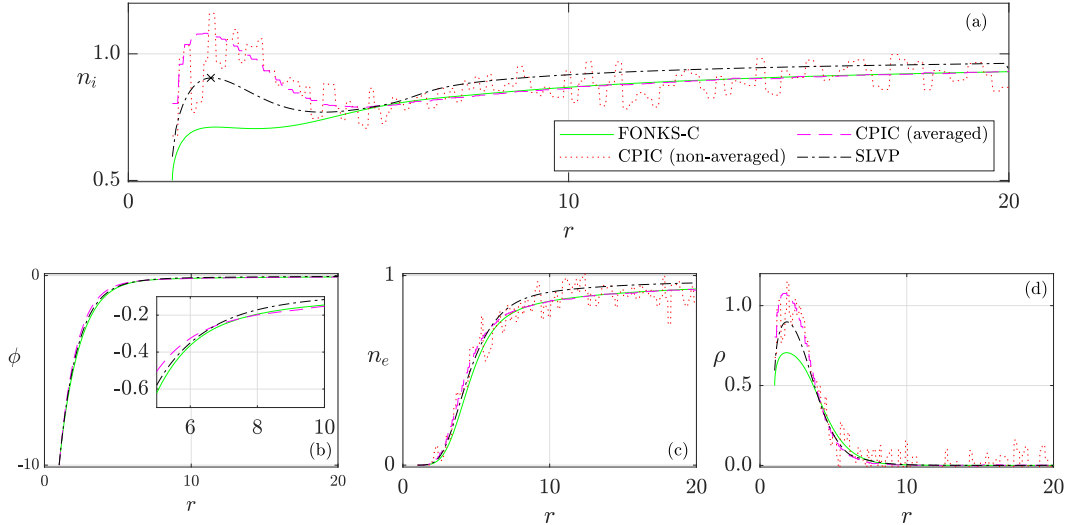 (a)
1.0
n_i
0.5
FONKS-C
CPIC (averaged)
CPIC (non-averaged)
SLVP
0
10
20
r
0
ϕ
-10
-0.2
-0.4
-0.6
6
8
10
(b)
0
10
20
r
1
n_e
0
(c)
0
10
20
r
(d)
1.0
ρ
0.5
0.0
0
10
20
r